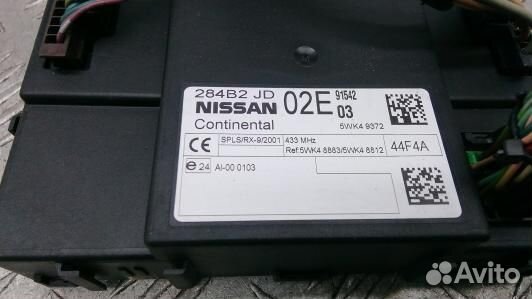 284B2 JD 02E 91542
NISSAN 03
Continental 5WK4 9372
CE SPLS/RX-9/2001 433 MHz 44F4A
Ref:5WK4 8883/5WK4 8812
e 24 AI-00 0103
Avito